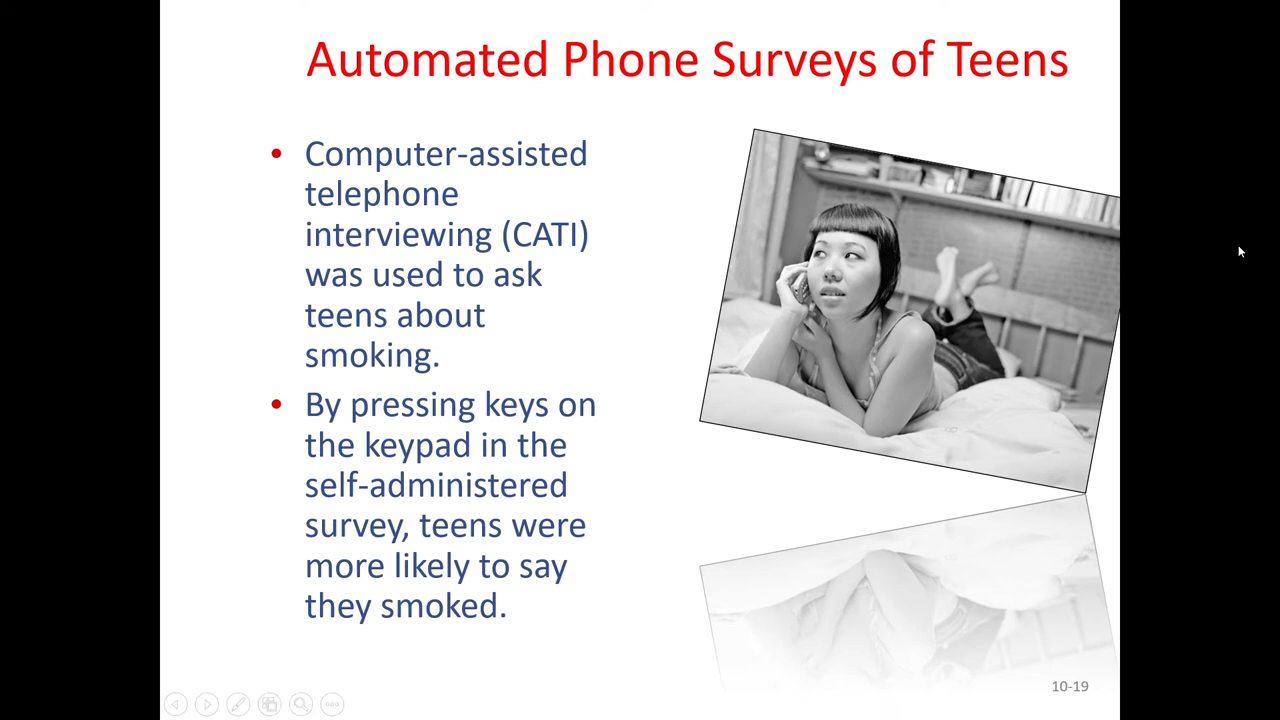 Automated Phone Surveys of Teens
• Computer-assisted
telephone
interviewing (CATI)
was used to ask
teens about
smoking.
• By pressing keys on
the keypad in the
self-administered
survey, teens were
more likely to say
they smoked.
10-19